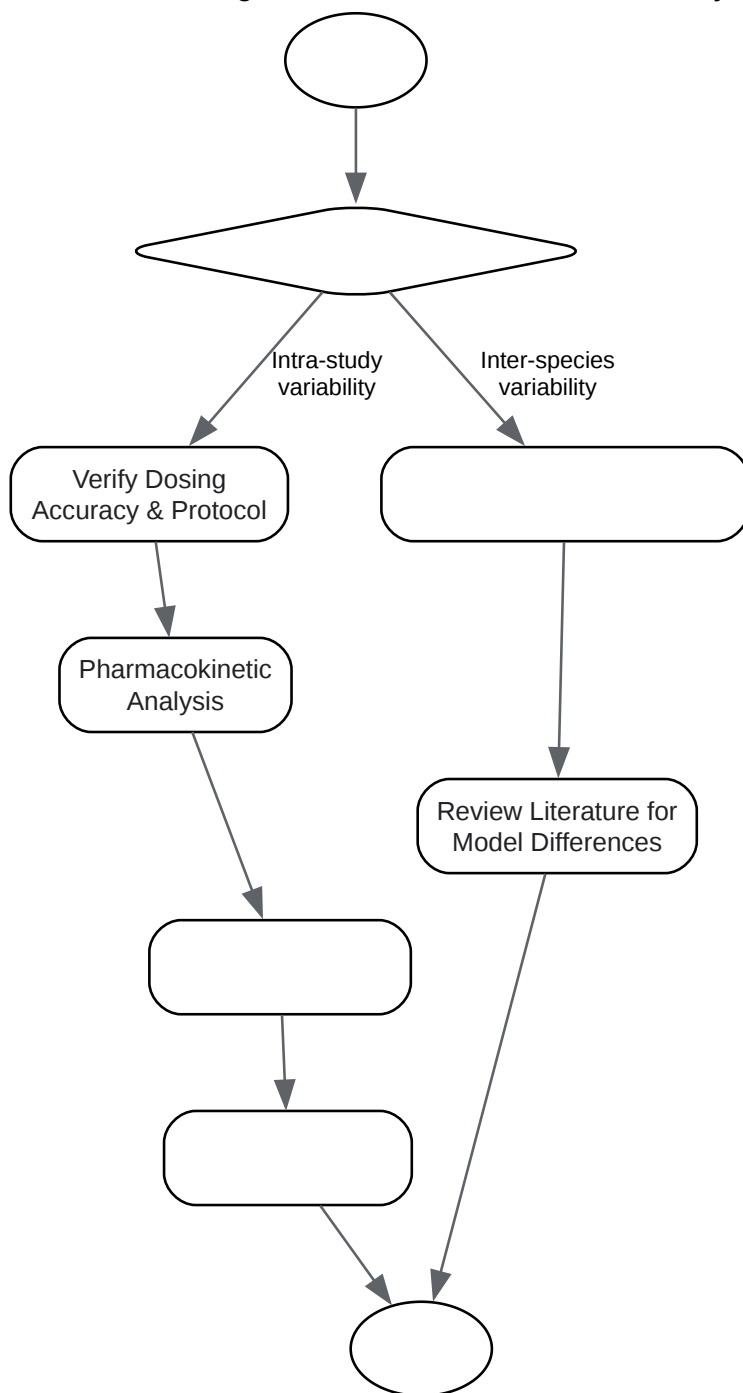 Intra-study
variability
Inter-species
variability
Verify Dosing
Accuracy & Protocol
Pharmacokinetic
Analysis
Review Literature for
Model Differences